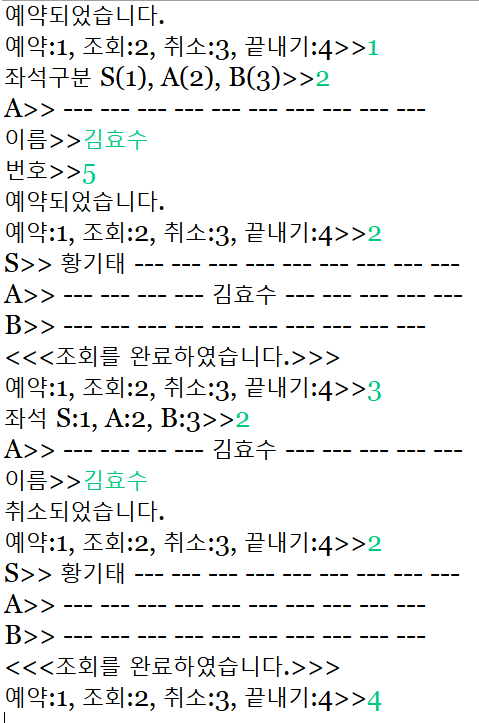 예약되었습니다.
예약:1, 조회:2, 취소:3, 끝내기:4>>1
좌석구분 S(1), A(2), B(3)>>2
A>> --- --- --- --- --- --- --- --- --- ---
이름>>김효수
번호>>5
예약되었습니다.
예약:1, 조회:2, 취소:3, 끝내기:4>>2
S>> 황기태 --- --- --- --- --- --- --- --- ---
A>> --- --- --- --- 김효수 --- --- --- --- ---
B>> --- --- --- --- --- --- --- --- --- ---
<<<조회를 완료하였습니다.>>>
예약:1, 조회:2, 취소:3, 끝내기:4>>3
좌석 S:1, A:2, B:3>>2
A>> --- --- --- --- 김효수 --- --- --- --- ---
이름>>김효수
취소되었습니다.
예약:1, 조회:2, 취소:3, 끝내기:4>>2
S>> 황기태 --- --- --- --- --- --- --- --- ---
A>> --- --- --- --- --- --- --- --- --- ---
B>> --- --- --- --- --- --- --- --- --- ---
<<<조회를 완료하였습니다.>>>
예약:1, 조회:2, 취소:3, 끝내기:4>>4